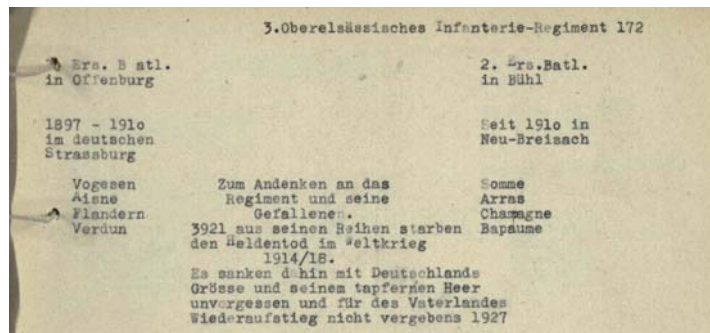 3.Oberelsässisches Infanterie-Regiment 172
Ers. B atl.
in Offenburg
2. Ers.Batl.
in Bühl
1897 - 191o
im deutschen
Strassburg
Seit 191o in
Neu-Breisach
Vogesen
Aisne
Flandern
Verdun
Zum Andenken an das
Regiment und seine
Gefallenen.
3921 aus seinen Reihen starben
den Heldentod im Weltkrieg
1914/18.
Es sanken dahin mit Deutschlands
Grösse und seinem tapfernen Heer
unvergessen und für des Vaterlandes
Wiederaufstieg nicht vergebens 1927
Somme
Arras
Champagne
Bapaume